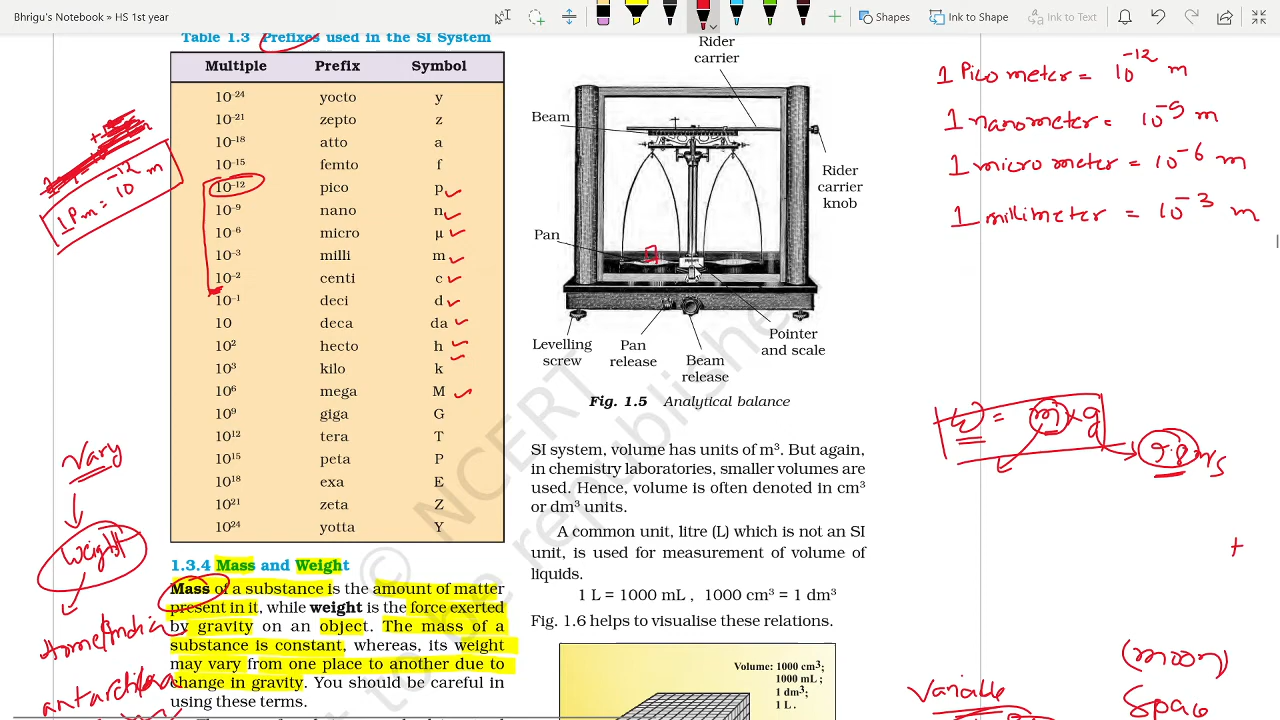 Bhrigu's Notebook » HS 1st year
Shapes
Ink to Shape
Ink to Text
Table 1.3 Prefixes used in the SI System
Multiple Prefix Symbol
10⁻²⁴ yocto y
10⁻²¹ zepto z
10⁻¹⁸ atto a
10⁻¹⁵ femto f
10⁻¹² pico p
10⁻⁹ nano n
10⁻⁶ micro μ
10⁻³ milli m
10⁻² centi c
10⁻¹ deci d
10 deca da
10² hecto h
10³ kilo k
10⁶ mega M
10⁹ giga G
10¹² tera T
10¹⁵ peta P
10¹⁸ exa E
10²¹ zeta Z
10²⁴ yotta Y
1 Pm = 10⁻¹² m
Vary
Weight
1.3.4 Mass and Weight
Mass of a substance is the amount of matter
present in it, while weight is the force exerted
by gravity on an object. The mass of a
substance is constant, whereas, its weight
may vary from one place to another due to
change in gravity. You should be careful in
using these terms.
Rider
carrier
Beam
Rider
carrier
knob
Pan
Levelling
screw
Pan
release
Beam
release
Pointer
and scale
Fig. 1.5 Analytical balance
SI system, volume has units of m³. But again,
in chemistry laboratories, smaller volumes are
used. Hence, volume is often denoted in cm³
or dm³ units.
A common unit, litre (L) which is not an SI
unit, is used for measurement of volume of
liquids.
1 L = 1000 mL , 1000 cm³ = 1 dm³
Fig. 1.6 helps to visualise these relations.
Volume: 1000 cm³;
1000 mL;
1 dm³;
1 L.
© NCERT
be republished
1 Pico meter = 10⁻¹² m
1 nanometer = 10⁻⁹ m
1 micro meter = 10⁻⁶ m
1 millimeter = 10⁻³ m
W = m × g
9.8 m/s
+
(moon)
Variable
Space